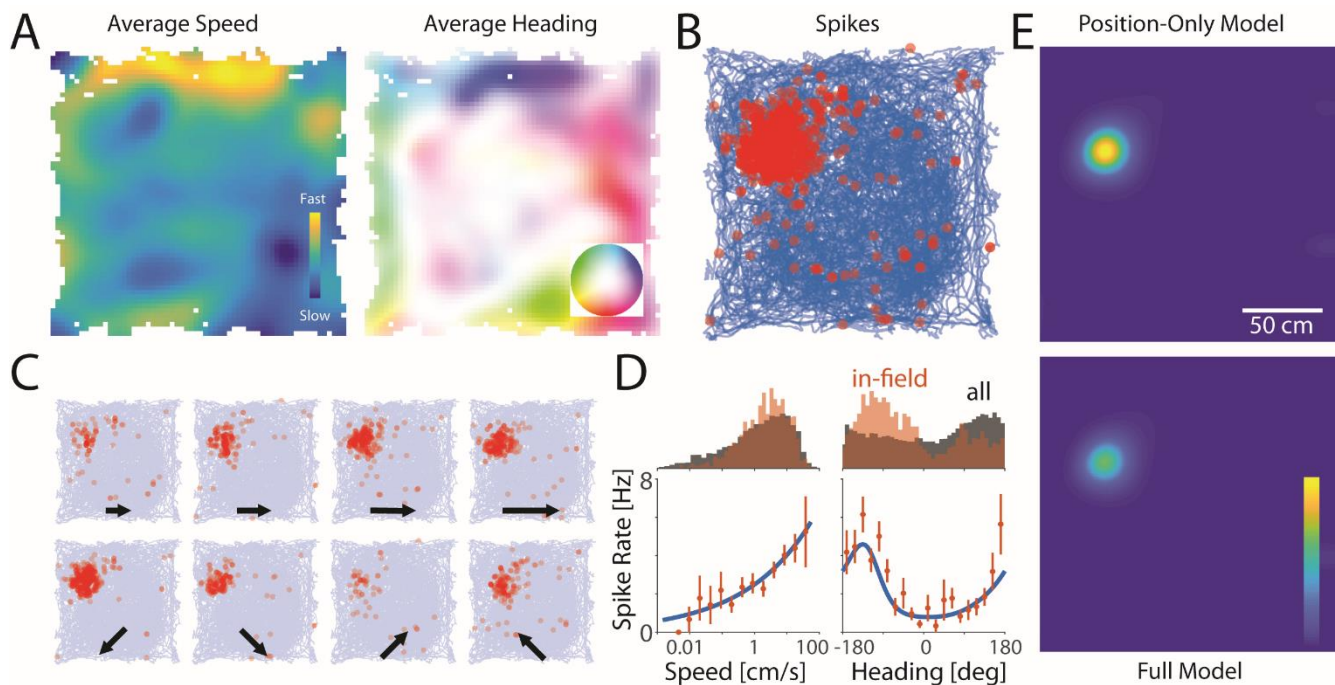 A
Average Speed
Average Heading
Fast
Slow
B
Spikes
E
Position-Only Model
50 cm
C
D
in-field
all
8
4
0
Spike Rate [Hz]
0.01
1
100
Speed [cm/s]
-180
0
180
Heading [deg]
Full Model